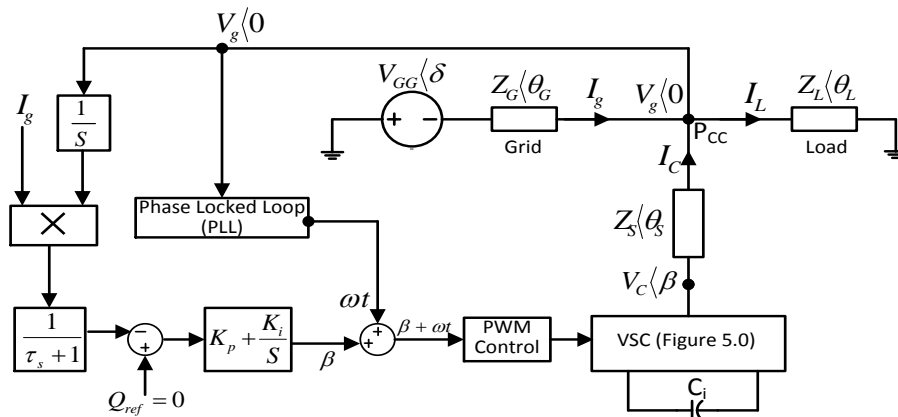 V_g⟨0
V_GG⟨δ
Z_G⟨θ_G
I_g
V_g⟨0
I_L
Z_L⟨θ_L
I_g
1/S
+ −
Grid
P_CC
Load
I_C
×
Phase Locked Loop
(PLL)
Z_S⟨θ_S
V_C⟨β
ωt
1/(τ_s + 1)
−
+
K_p + K_i/S
β
+
+
β + ωt
PWM
Control
VSC (Figure 5.0)
Q_ref = 0
C_i